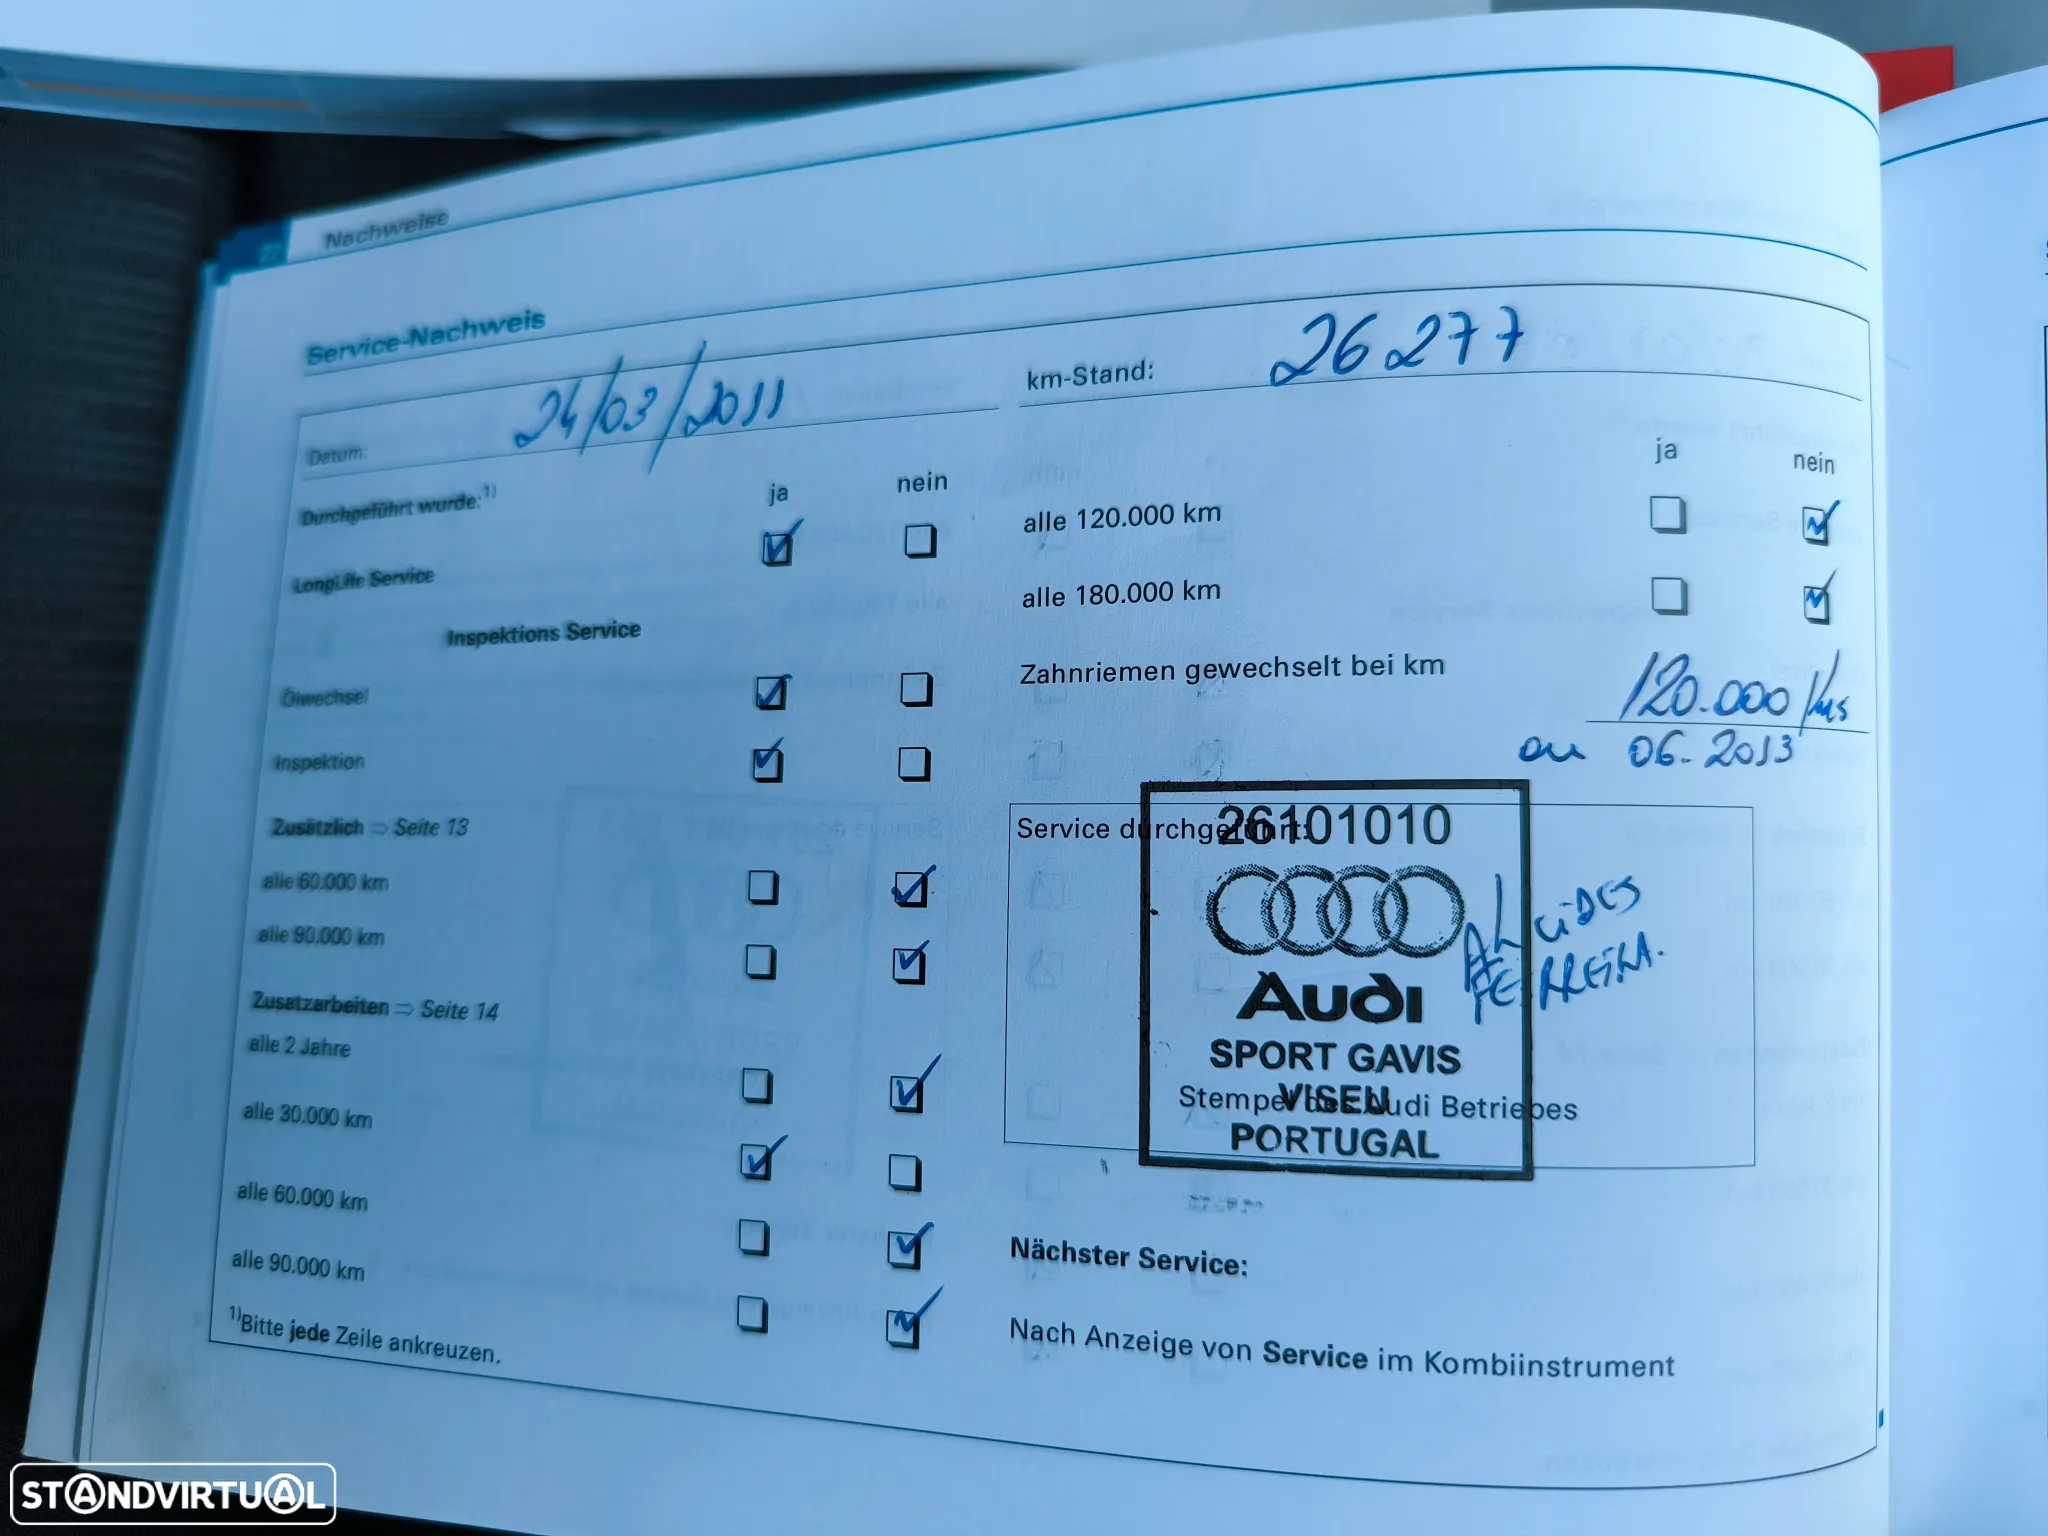 22 Nachweise
Service-Nachweis
Datum: 24/03/2011
km-Stand: 26277
Durchgeführt wurde:1) ja nein
LongLife Service
Inspektions Service
Ölwechsel
Inspektion
Zusätzlich ⇒ Seite 13
alle 60.000 km
alle 90.000 km
Zusatzarbeiten ⇒ Seite 14
alle 2 Jahre
alle 30.000 km
alle 60.000 km
alle 90.000 km
1)Bitte jede Zeile ankreuzen.
ja nein
alle 120.000 km
alle 180.000 km
Zahnriemen gewechselt bei km 120.000 Kms
ou 06-2013
Service durchgeführt:
26101010
Audi
SPORT GAVIS
VISEU
PORTUGAL
ALCIDES
FERREIRA.
Stempel des Audi Betriebes
Nächster Service:
Nach Anzeige von Service im Kombiinstrument
STANDVIRTUAL